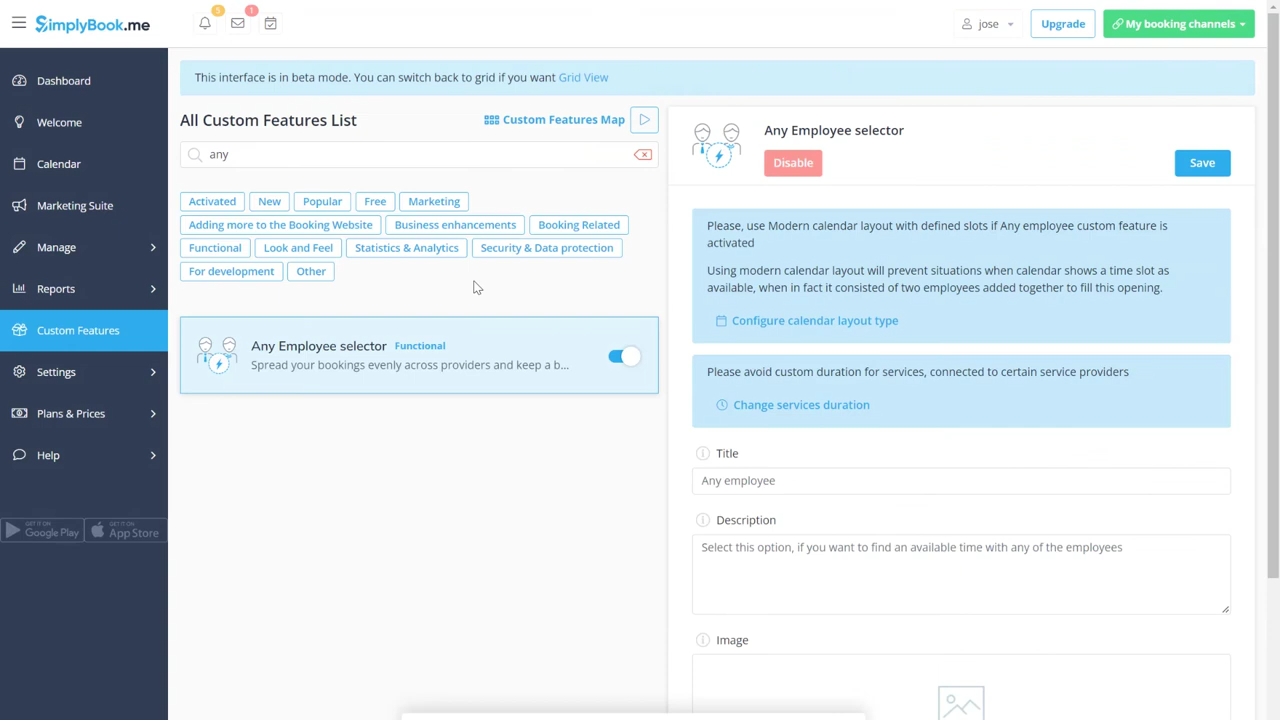 SimplyBook.me
5
1
jose
Upgrade
My booking channels
Dashboard
Welcome
Calendar
Marketing Suite
Manage
Reports
Custom Features
Settings
Plans & Prices
Help
GET IT ON
Google Play
GET IT ON
App Store
This interface is in beta mode. You can switch back to grid if you want Grid View
All Custom Features List
Custom Features Map
any
Activated
New
Popular
Free
Marketing
Adding more to the Booking Website
Business enhancements
Booking Related
Functional
Look and Feel
Statistics & Analytics
Security & Data protection
For development
Other
Any Employee selector Functional
Spread your bookings evenly across providers and keep a b...
Any Employee selector
Disable
Save
Please, use Modern calendar layout with defined slots if Any employee custom feature is
activated
Using modern calendar layout will prevent situations when calendar shows a time slot as
available, when in fact it consisted of two employees added together to fill this opening.
Configure calendar layout type
Please avoid custom duration for services, connected to certain service providers
Change services duration
Title
Any employee
Description
Select this option, if you want to find an available time with any of the employees
Image